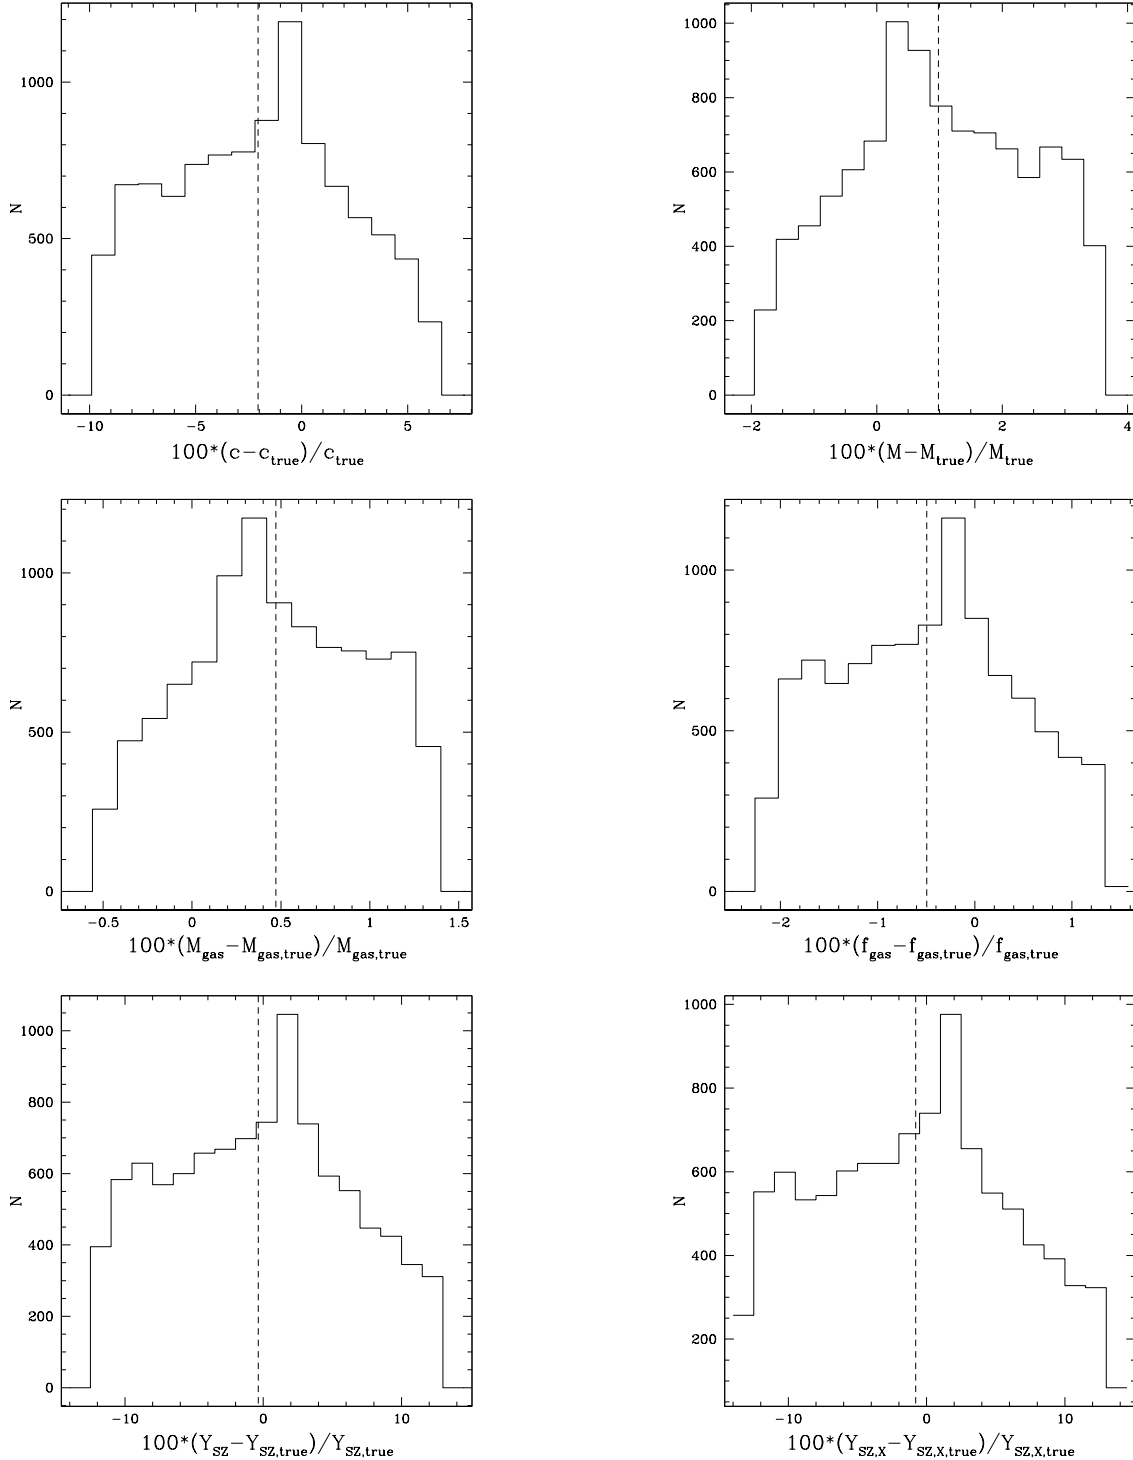 1000
500
0
N
-10 -5 0 5
100*(c-c_true)/c_true
1000
800
600
400
200
0
N
-2 0 2 4
100*(M-M_true)/M_true
1000
500
0
N
-0.5 0 0.5 1 1.5
100*(M_gas-M_gas,true)/M_gas,true
1000
500
0
N
-2 -1 0 1
100*(f_gas-f_gas,true)/f_gas,true
1000
800
600
400
200
0
N
-10 0 10
100*(Y_SZ-Y_SZ,true)/Y_SZ,true
1000
800
600
400
200
N
-10 0 10
100*(Y_SZ,X-Y_SZ,X,true)/Y_SZ,X,true